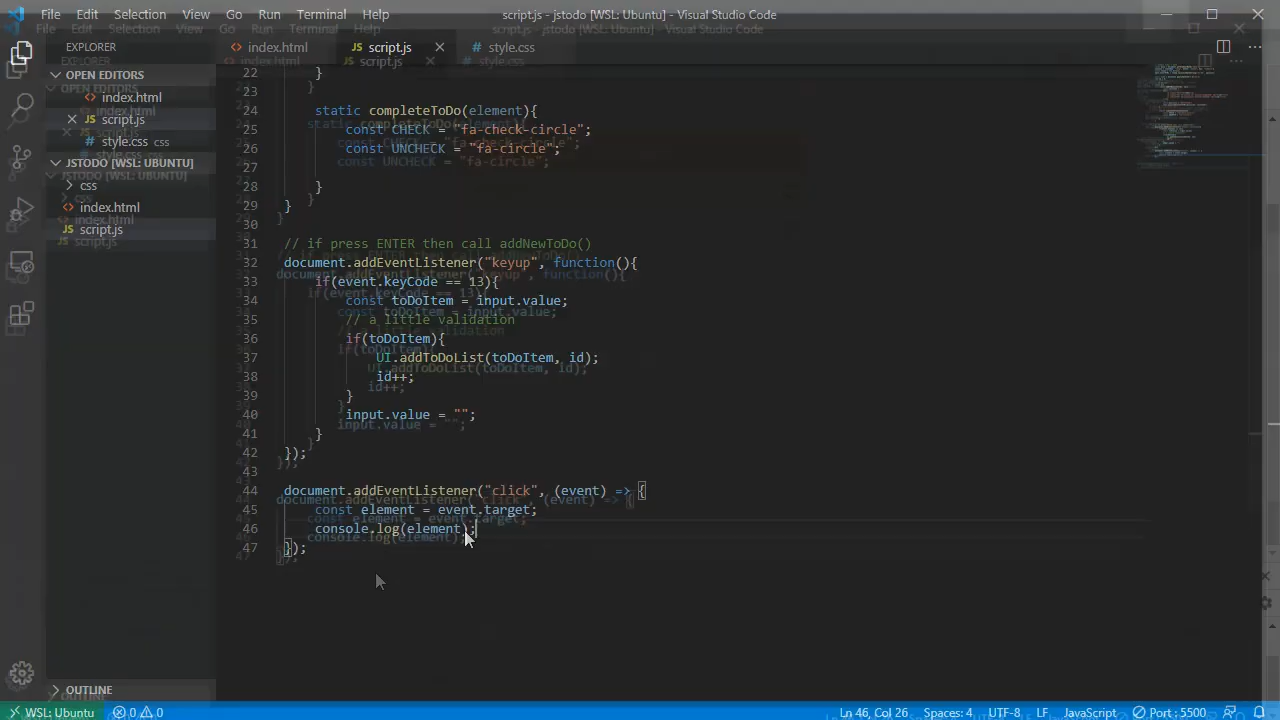 File Edit Selection View Go Run Terminal Help script.js - jstodo [WSL: Ubuntu] - Visual Studio Code
EXPLORER
index.html
script.js
style.css
OPEN EDITORS
index.html
script.js
style.css css
JSTODO [WSL: UBUNTU]
css
index.html
script.js
22 }
23
24 static completeToDo(element){
25 const CHECK = "fa-check-circle";
26 const UNCHECK = "fa-circle";
27
28 }
29 }
30
31 // if press ENTER then call addNewToDo()
32 document.addEventListener("keyup", function(){
33 if(event.keyCode == 13){
34 const toDoItem = input.value;
35 // a little validation
36 if(toDoItem){
37 UI.addToDoList(toDoItem, id);
38 id++;
39 }
40 input.value = "";
41 }
42 });
43
44 document.addEventListener("click", (event) => {
45 const element = event.target;
46 console.log(element);
47 });
OUTLINE
WSL: Ubuntu 0 0 Ln 46, Col 26 Spaces: 4 UTF-8 LF JavaScript Port : 5500